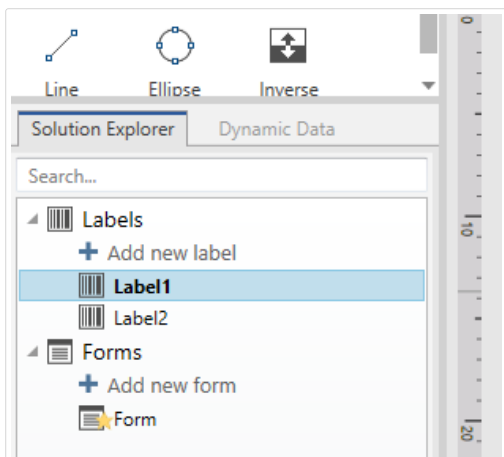 Line Ellipse Inverse
Solution Explorer Dynamic Data
Search...
Labels
Add new label
Label1
Label2
Forms
Add new form
Form
0
10
20